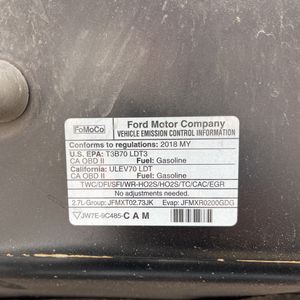 FoMoCo
Ford Motor Company
VEHICLE EMISSION CONTROL INFORMATION
Conforms to regulations: 2018 MY
U.S. EPA: T3B70 LDT3
CA OBD II Fuel: Gasoline
California: ULEV70 LDT
CA OBD II Fuel: Gasoline
TWC/DFI/SFI/WR-HO2S/HO2S/TC/CAC/EGR
No adjustments needed.
2.7L-Group: JFMXT02.73JK Evap: JFMXR0200GDG
JW7E-9C485-CAM